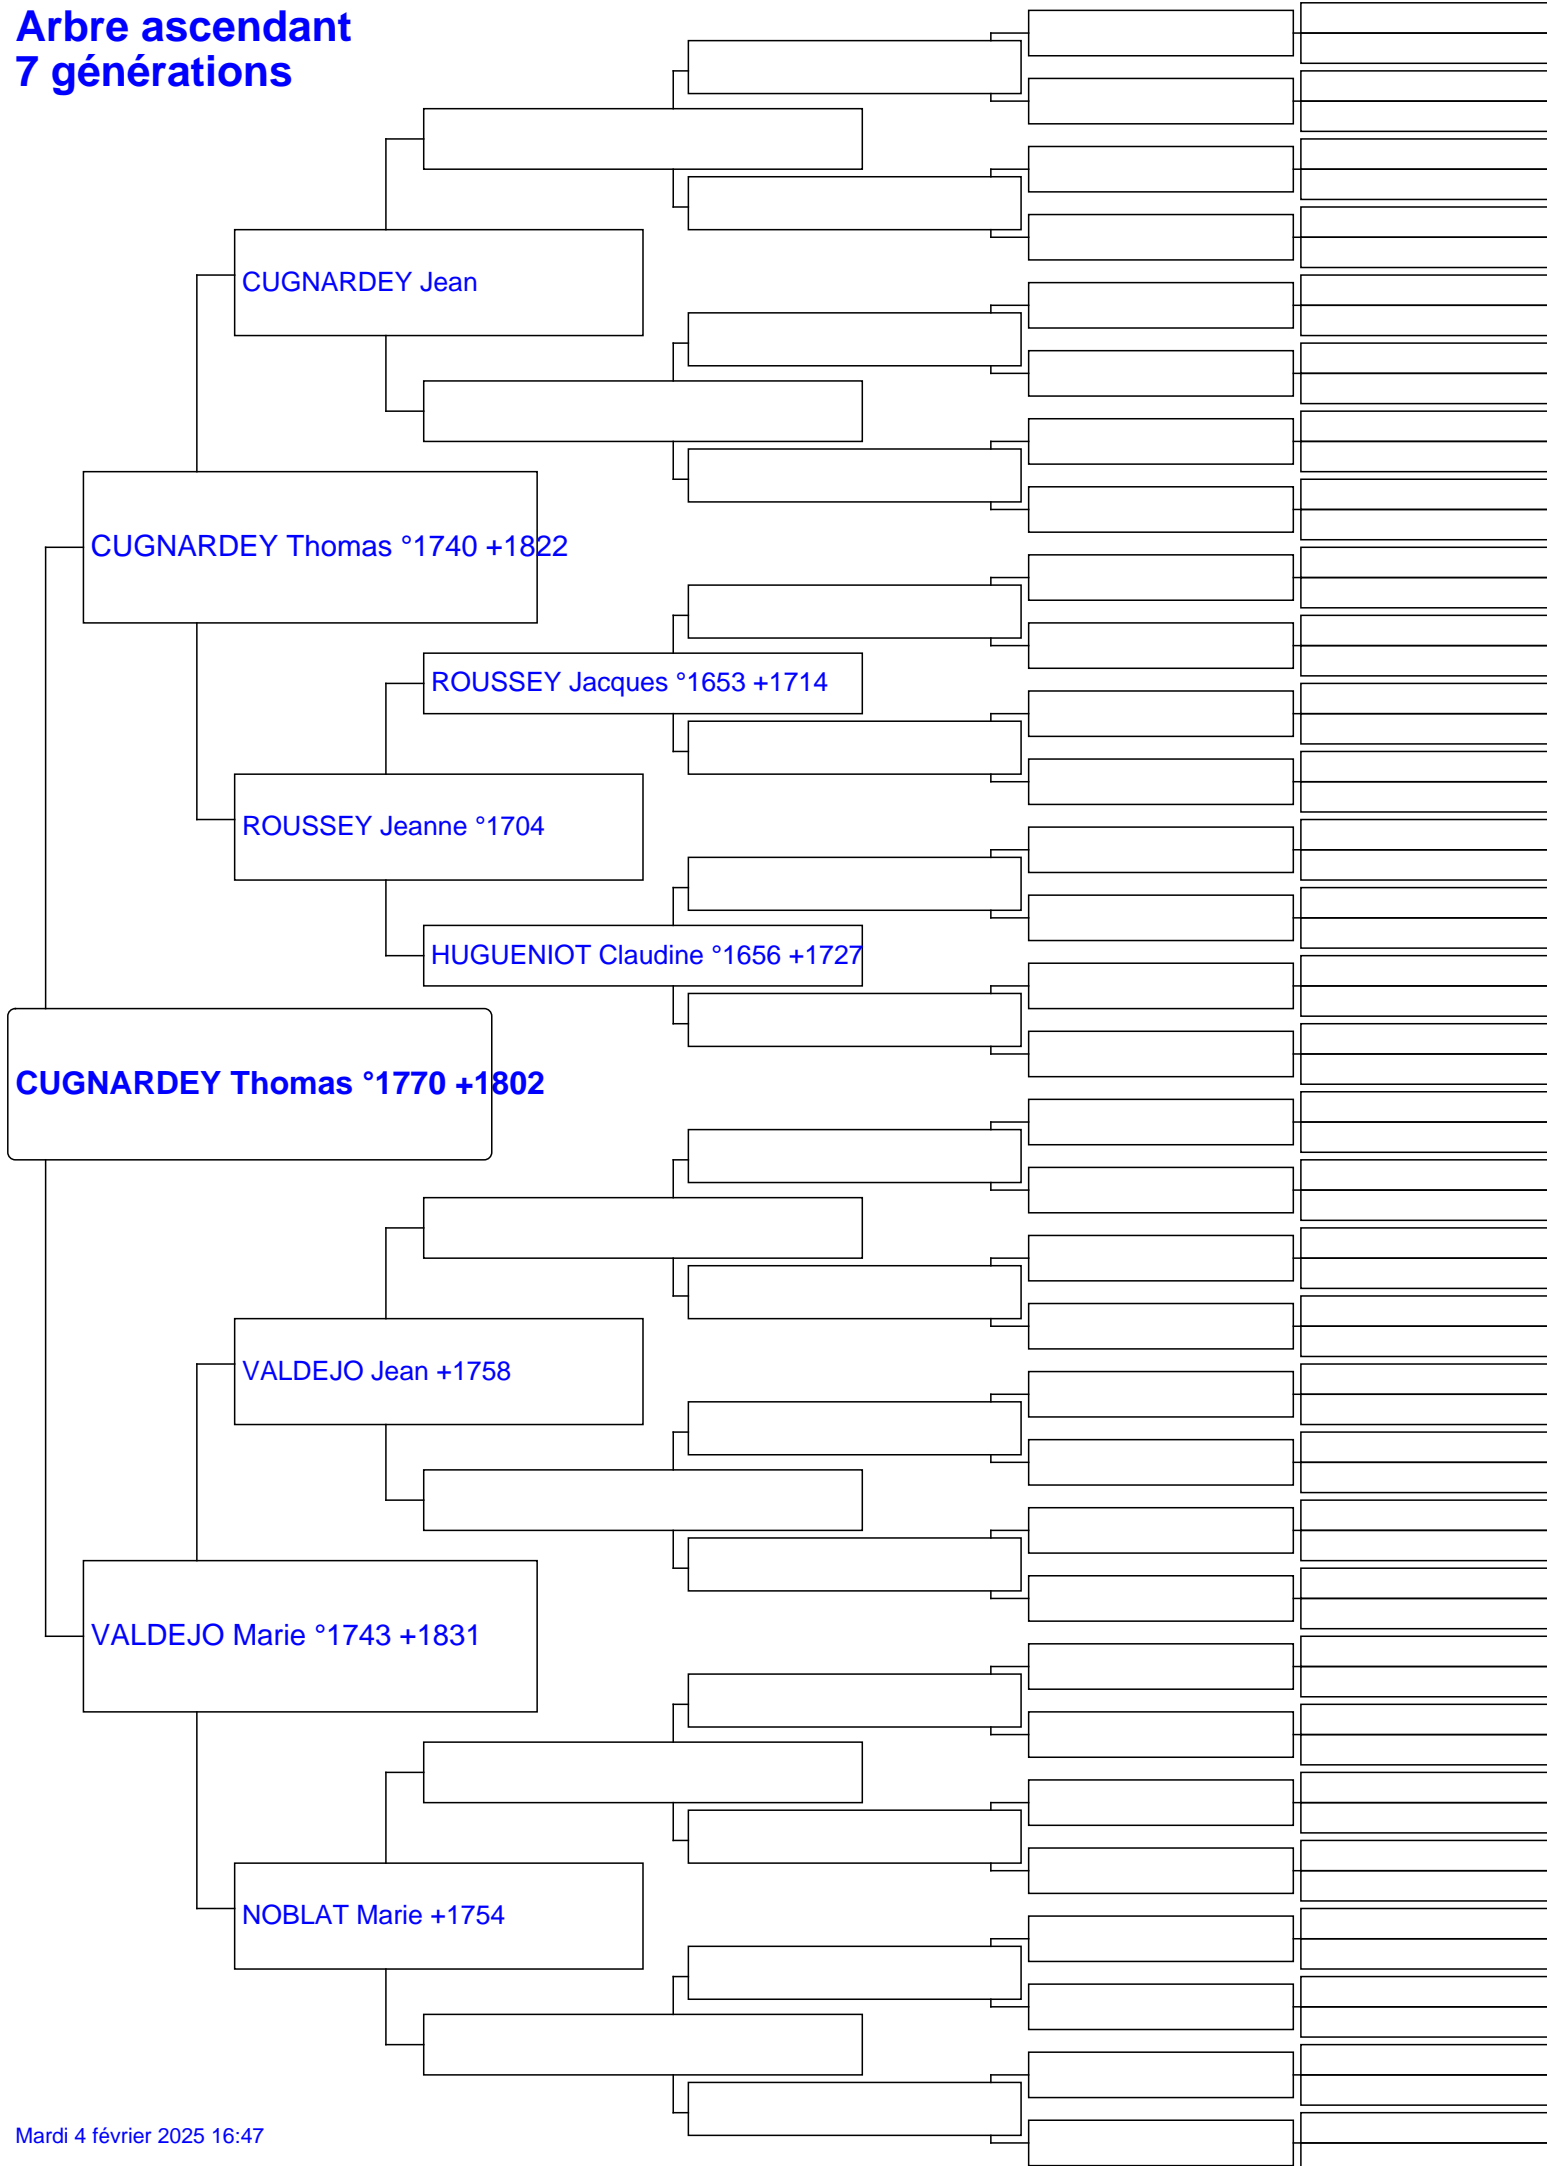 Arbre ascendant
7 générations
CUGNARDEY Jean
CUGNARDEY Thomas °1740 +1822
ROUSSEY Jacques °1653 +1714
ROUSSEY Jeanne °1704
HUGUENIOT Claudine °1656 +1727
CUGNARDEY Thomas °1770 +1802
VALDEJO Jean +1758
VALDEJO Marie °1743 +1831
NOBLAT Marie +1754
Mardi 4 février 2025 16:47